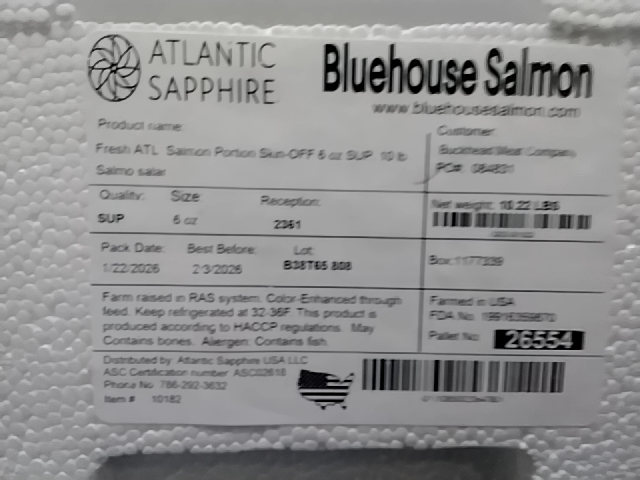 ATLANTIC
SAPPHIRE
Bluehouse Salmon
www.bluehousesalmon.com
Product name:
Fresh ATL Salmon Portion Skin-OFF 6 oz SUP 10 lb
Salmo salar
Customer
Buckhead Meat Company
PO#:
Quality: Size Reception:
SUP 6 oz 2361
Net weight: 10.22 LBS
Pack Date: Best Before: Lot
1/22/2026 2/3/2026
Box:1177339
Farm raised in RAS system. Color-Enhanced through
feed. Keep refrigerated at 32-36F. This product is
produced according to HACCP regulations. May
Contains bones. Allergen: Contains fish.
Farmed in USA
FDA No.
Pallet No: 26554
Distributed by: Atlantic Sapphire USA LLC
ASC Certification number: ASC02618
Phone No 786-292-3632
Item # 10182